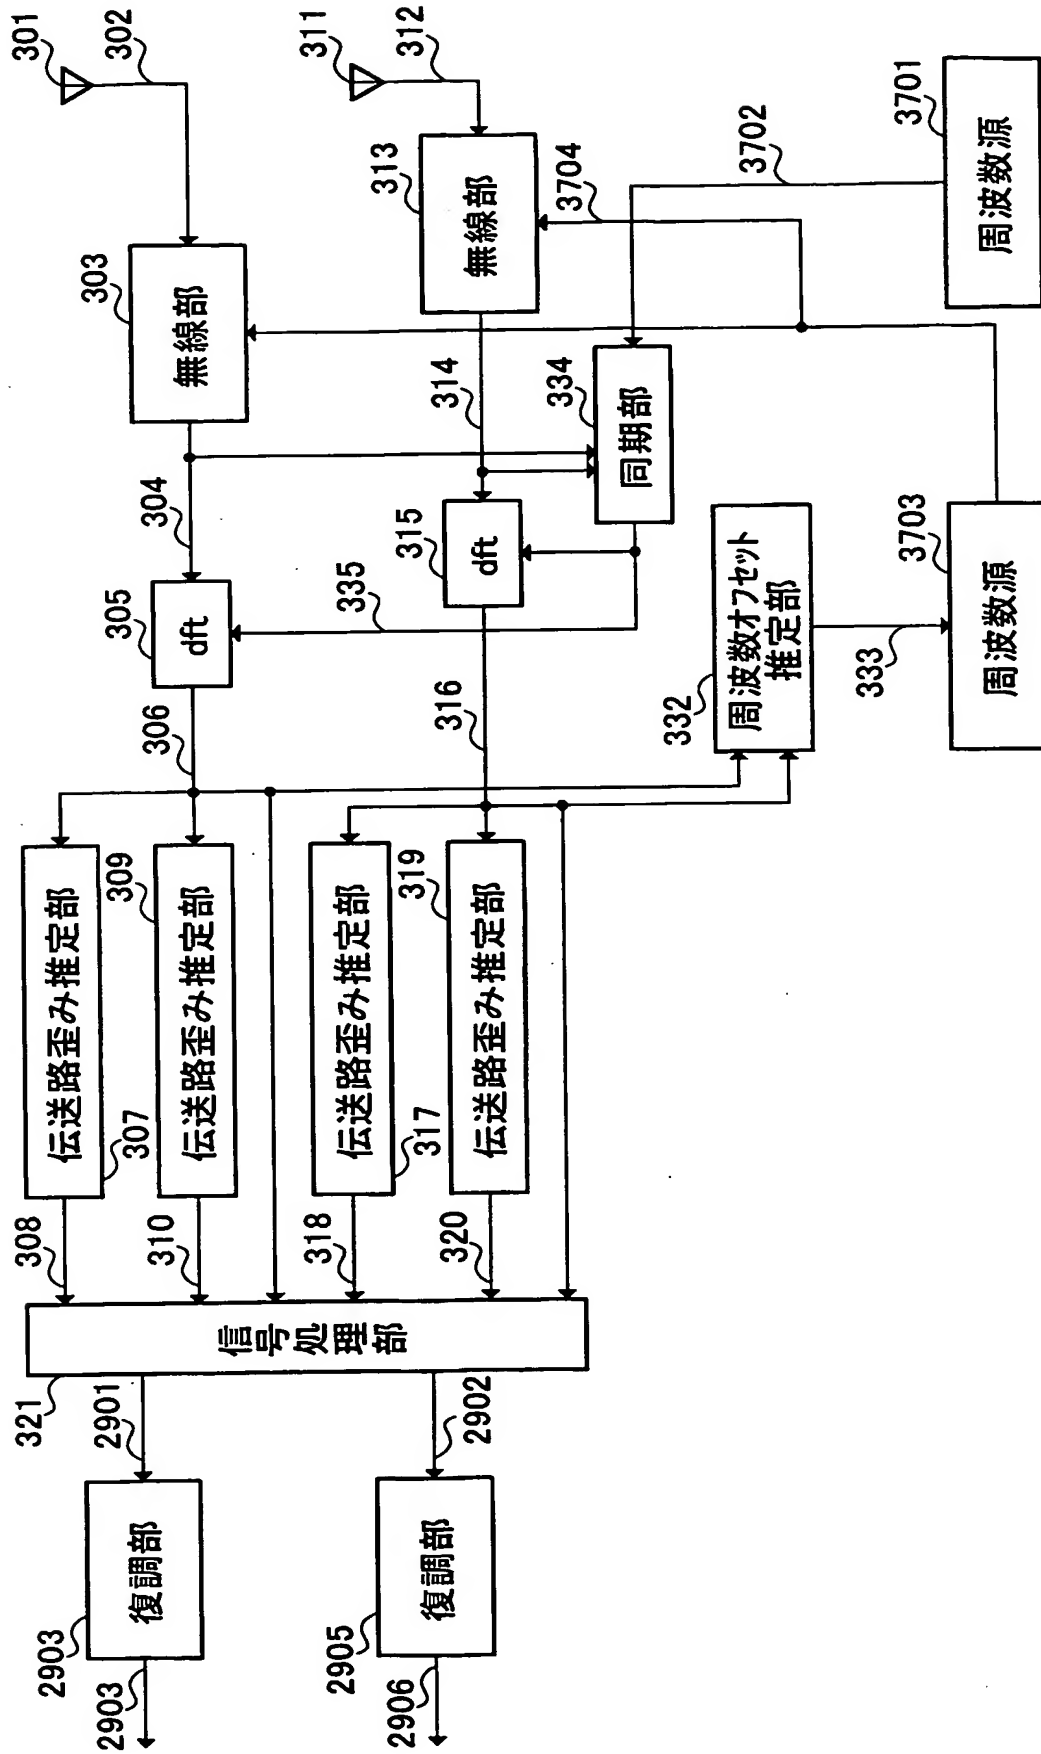 301
302
303
無線部
304
305
dft
306
307
伝送路歪み推定部
308
309
伝送路歪み推定部
310
311
312
313
無線部
314
315
dft
316
317
伝送路歪み推定部
318
319
伝送路歪み推定部
320
321
信号処理部
2901
2902
2903
復調部
2903
2905
復調部
2906
334
同期部
335
332
周波数オフセット
推定部
333
3701
周波数源
3702
3703
周波数源
3704